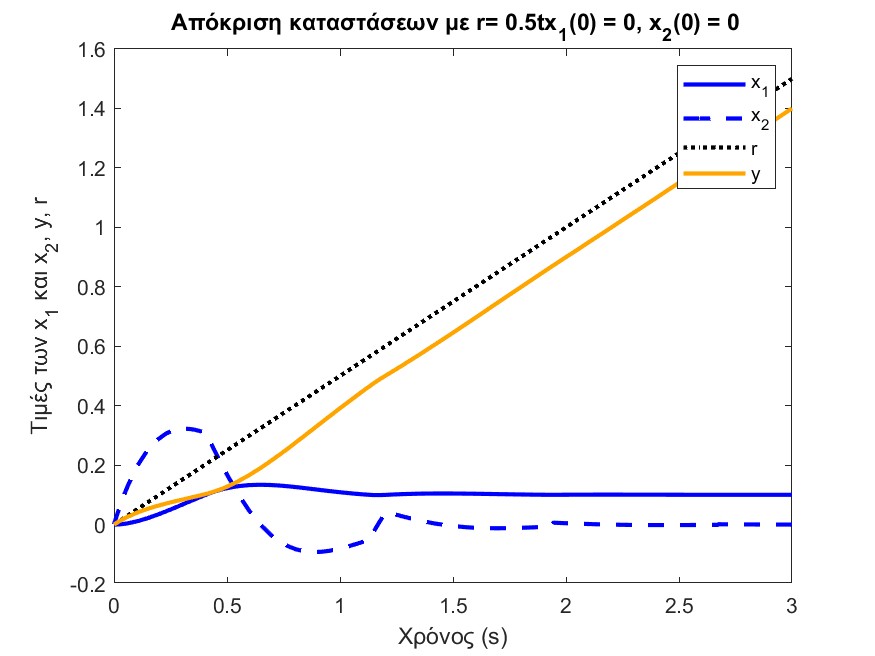 Απόκριση καταστάσεων με r= 0.5tx₁(0) = 0, x₂(0) = 0
1.6
1.4
1.2
1
0.8
0.6
0.4
0.2
0
-0.2
Τιμές των x₁ και x₂, y, r
x₁
x₂
r
y
0
0.5
1
1.5
2
2.5
3
Χρόνος (s)